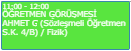 11:00 - 12:00
ÖĞRETMEN GÖRÜŞMESİ
AHMET G (Sözleşmeli Öğretmen
S.K. 4/B) / Fizik)